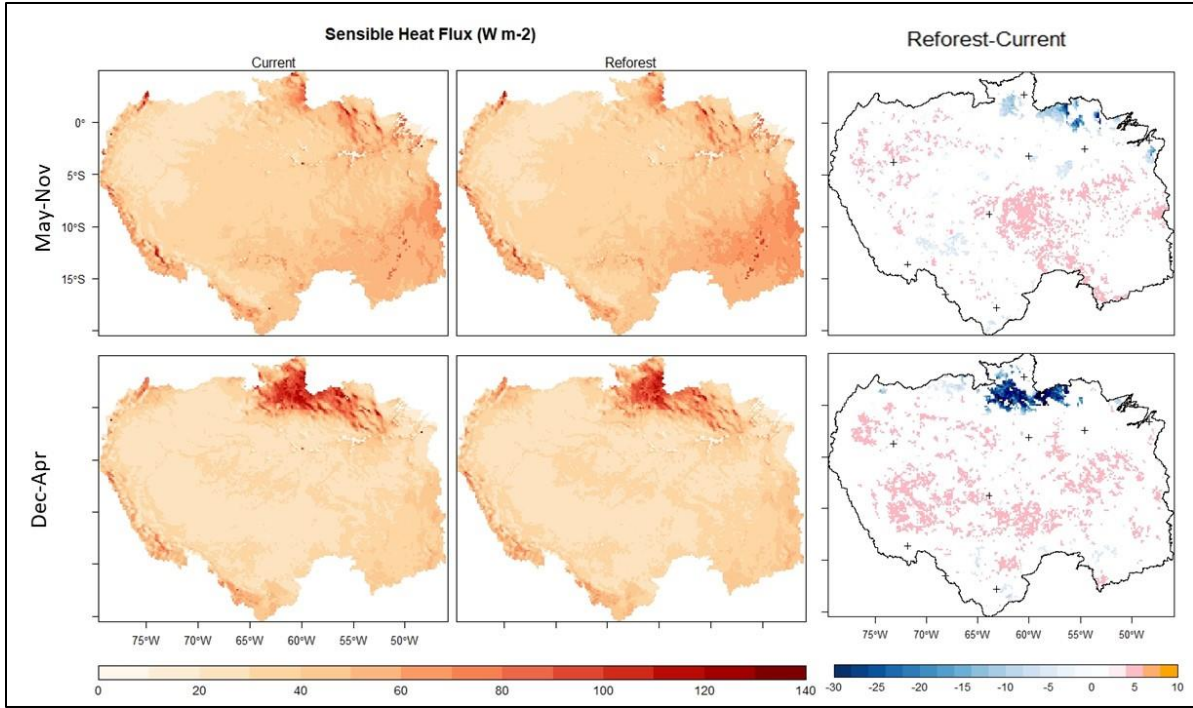 Sensible Heat Flux (W m-2)
Reforest-Current
Current
Reforest
May-Nov
0°
5°S
10°S
15°S
Dec-Apr
75°W 70°W 65°W 60°W 55°W 50°W
75°W 70°W 65°W 60°W 55°W 50°W
0 20 40 60 80 100 120 140
-30 -25 -20 -15 -10 -5 0 5 10